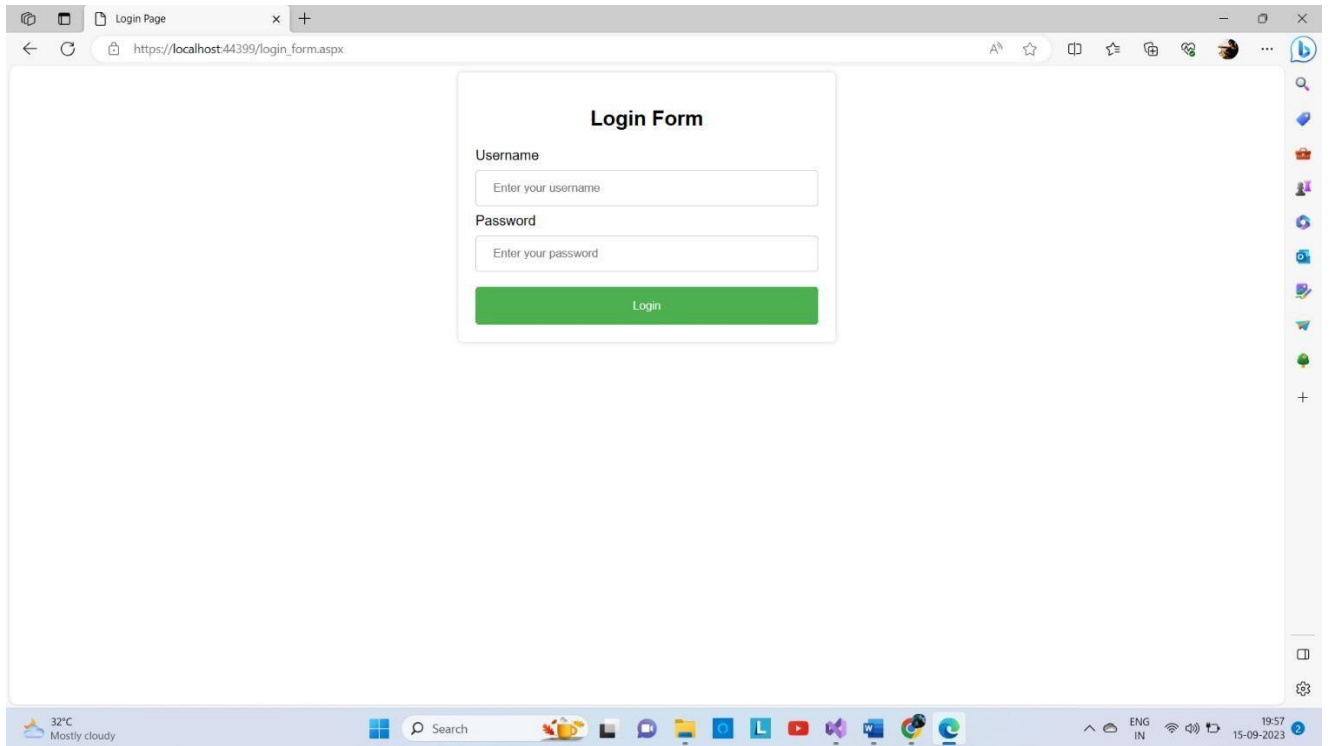 Login Page
https://localhost:44399/login_form.aspx
Login Form
Username
Enter your username
Password
Enter your password
Login
32°C
Mostly cloudy
Search
ENG
IN
19:57
15-09-2023
2